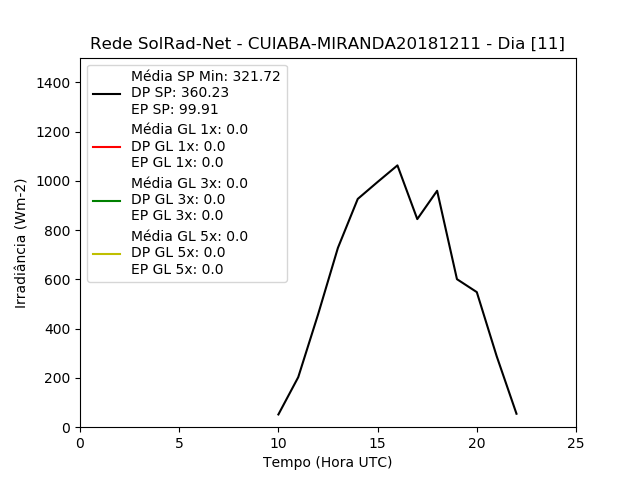 Rede SolRad-Net - CUIABA-MIRANDA20181211 - Dia [11]
Média SP Min: 321.72
DP SP: 360.23
EP SP: 99.91
Média GL 1x: 0.0
DP GL 1x: 0.0
EP GL 1x: 0.0
Média GL 3x: 0.0
DP GL 3x: 0.0
EP GL 3x: 0.0
Média GL 5x: 0.0
DP GL 5x: 0.0
EP GL 5x: 0.0
Irradiância (Wm-2)
1400
1200
1000
800
600
400
200
0
0 5 10 15 20 25
Tempo (Hora UTC)